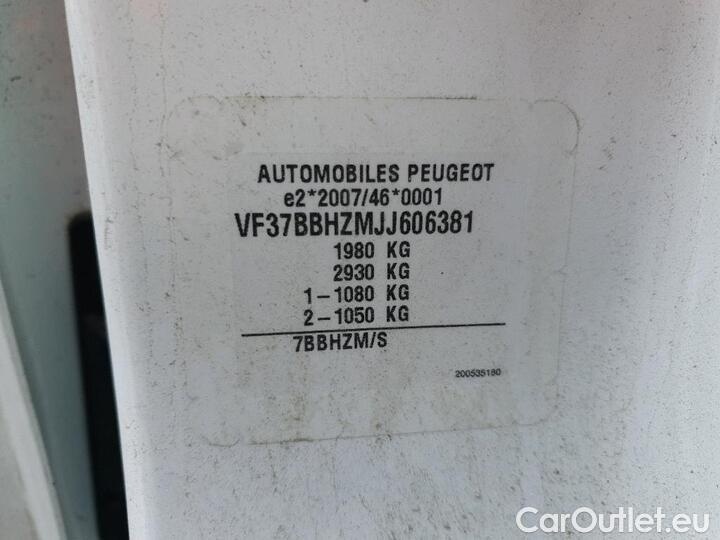 AUTOMOBILES PEUGEOT
e2*2007/46*0001
VF37BBHZMJJ606381
1980 KG
2930 KG
1-1080 KG
2-1050 KG
7BBHZM/S
200535180
CarOutlet.eu